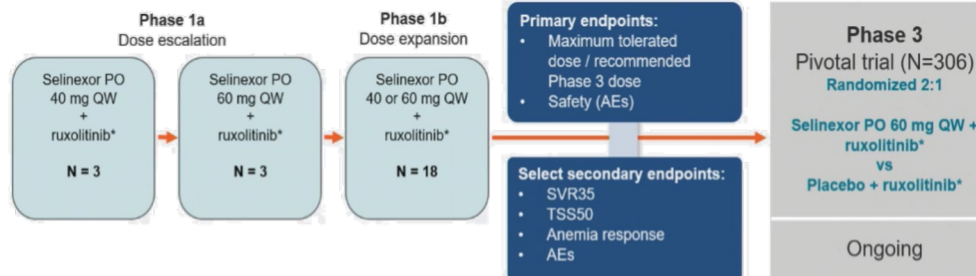 Phase 1a
Dose escalation
Selinexor PO
40 mg QW
+
ruxolitinib*
N = 3
Selinexor PO
60 mg QW
+
ruxolitinib*
N = 3
Phase 1b
Dose expansion
Selinexor PO
40 or 60 mg QW
+
ruxolitinib*
N = 18
Primary endpoints:
• Maximum tolerated
dose / recommended
Phase 3 dose
• Safety (AEs)
Select secondary endpoints:
• SVR35
• TSS50
• Anemia response
• AEs
Phase 3
Pivotal trial (N=306)
Randomized 2:1
Selinexor PO 60 mg QW +
ruxolitinib*
vs
Placebo + ruxolitinib*
Ongoing